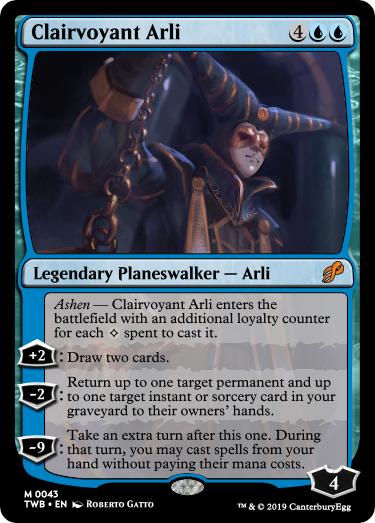 Clairvoyant Arli 4
Legendary Planeswalker — Arli
Ashen — Clairvoyant Arli enters the
battlefield with an additional loyalty counter
for each spent to cast it.
+2: Draw two cards.
-2: Return up to one target permanent and up
to one target instant or sorcery card in your
graveyard to their owners' hands.
-9: Take an extra turn after this one. During
that turn, you may cast spells from your
hand without paying their mana costs.
4
M 0043
TWB • EN ROBERTO GATTO
™ & © 2019 CanterburyEgg